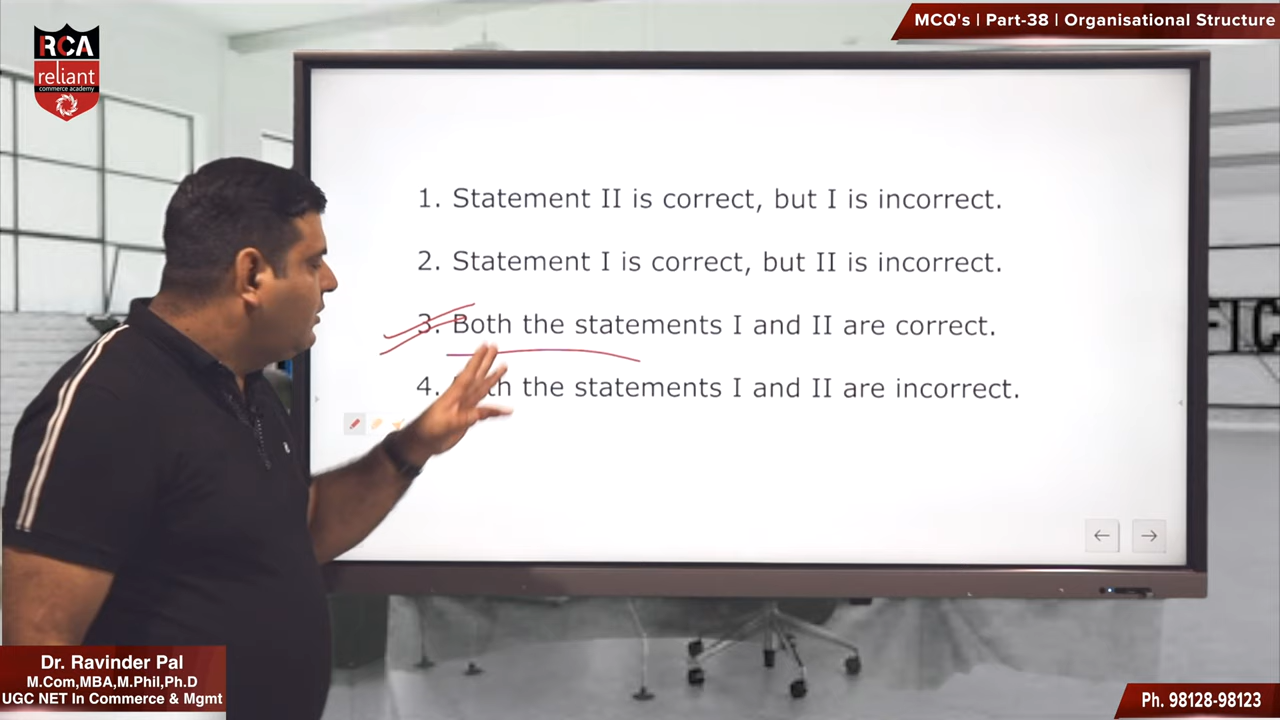 MCQ's | Part-38 | Organisational Structure
RCA
reliant
commerce academy
1. Statement II is correct, but I is incorrect.
2. Statement I is correct, but II is incorrect.
3. Both the statements I and II are correct.
4. the statements I and II are incorrect.
Dr. Ravinder Pal
M.Com,MBA,M.Phil,Ph.D
UGC NET In Commerce & Mgmt
Ph. 98128-98123